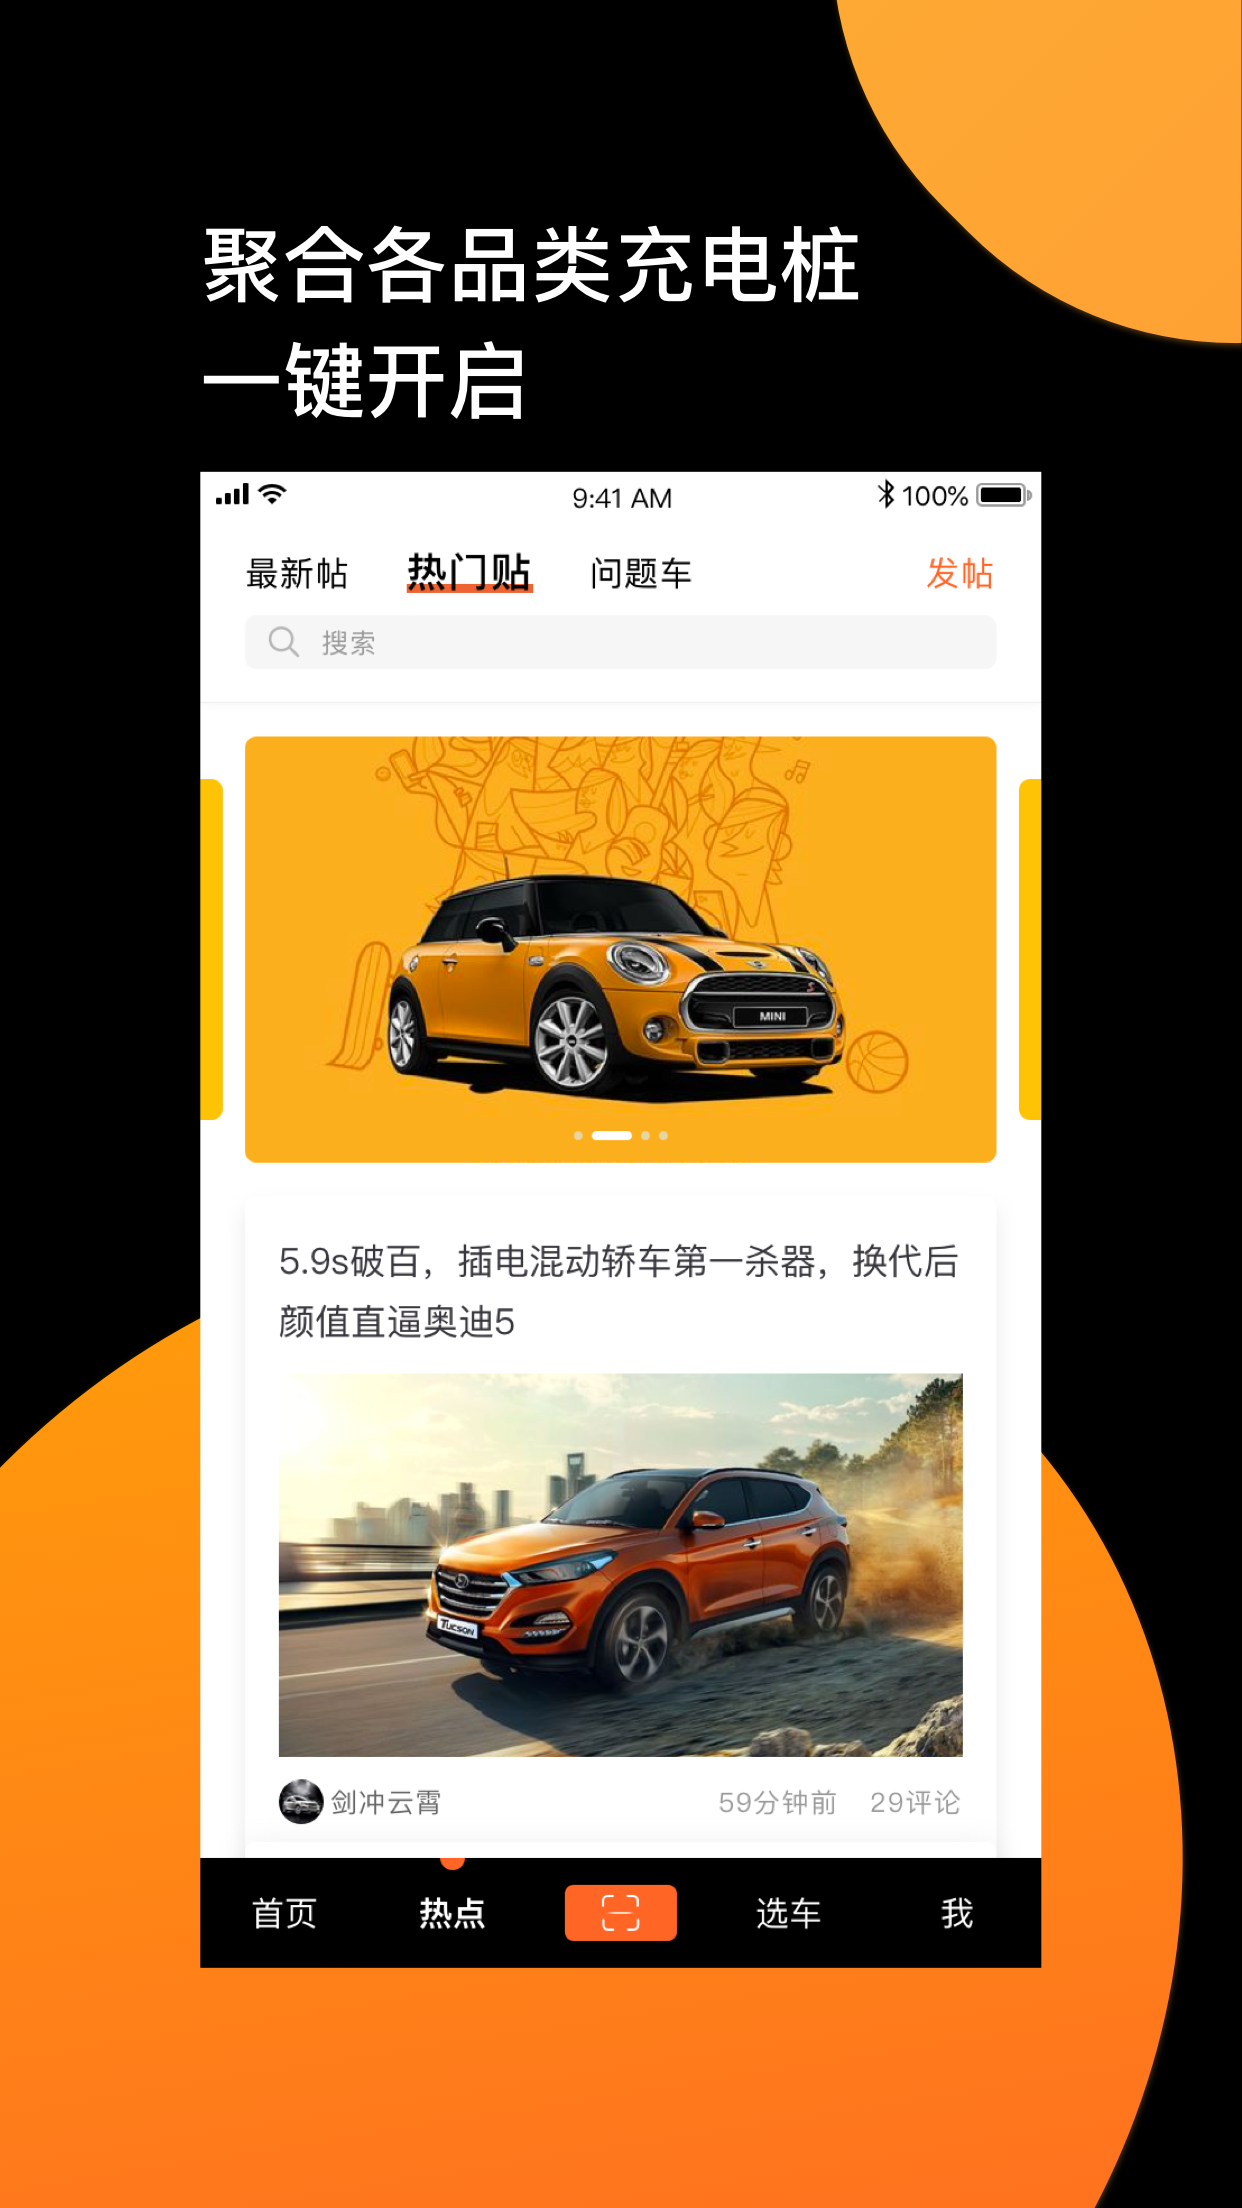 聚合各品类充电桩
一键开启
9:41 AM
100%
最新帖 热门贴 问题车 发帖
搜索
MINI
5.9s破百，插电混动轿车第一杀器，换代后
颜值直逼奥迪5
TUCSON
剑冲云霄 59分钟前 29评论
首页 热点 选车 我